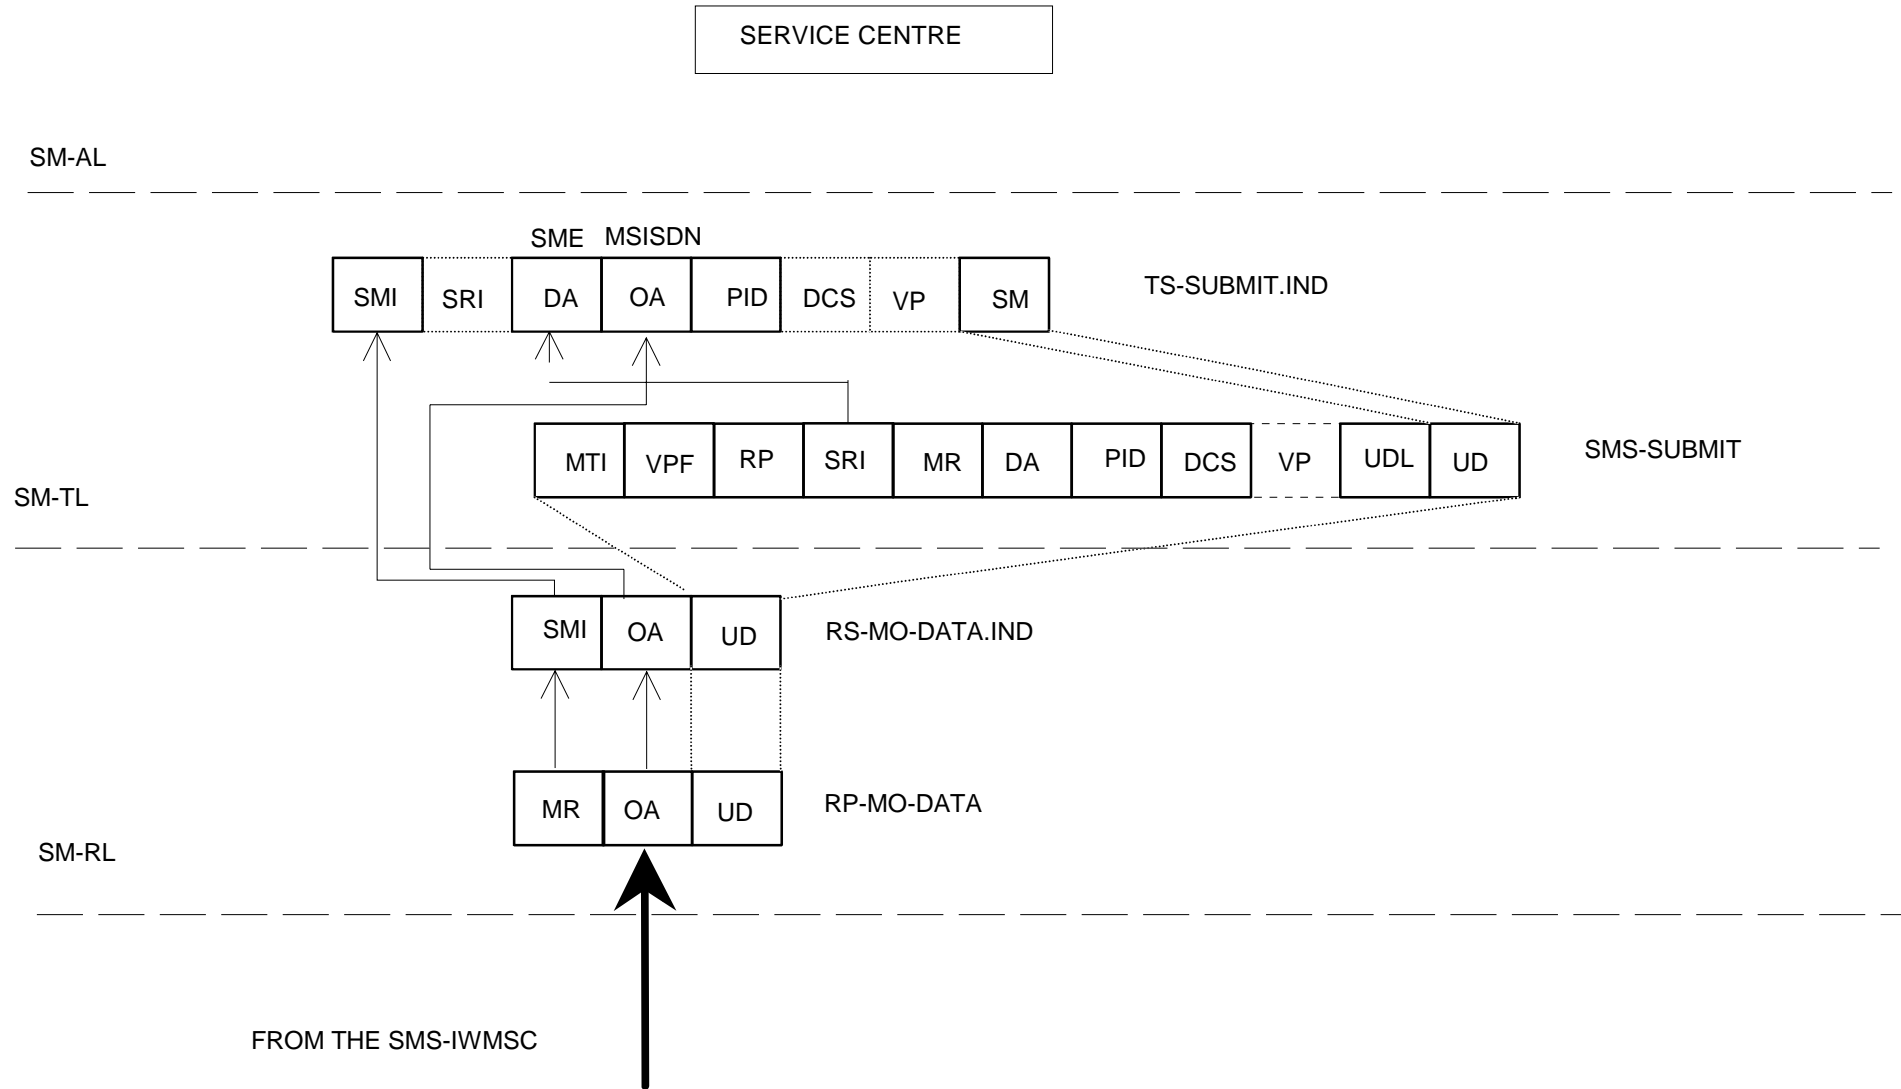 SERVICE CENTRE
SM-AL
SME MSISDN
SMI SRI DA OA PID DCS VP SM TS-SUBMIT.IND
MTI VPF RP SRI MR DA PID DCS VP UDL UD SMS-SUBMIT
SM-TL
SMI OA UD RS-MO-DATA.IND
MR OA UD RP-MO-DATA
SM-RL
FROM THE SMS-IWMSC